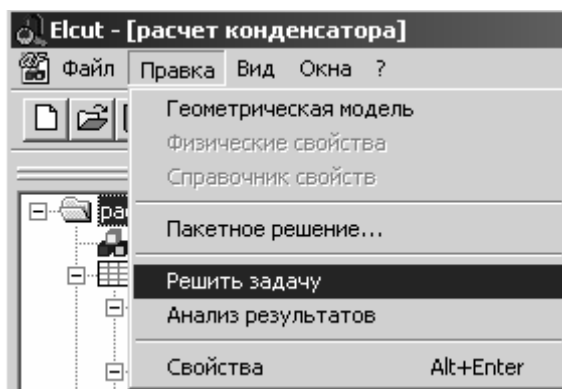 Elcut - [расчет конденсатора]
Файл Правка Вид Окна ?
Геометрическая модель
Физические свойства
Справочник свойств
рас
Пакетное решение...
Решить задачу
Анализ результатов
Свойства Alt+Enter